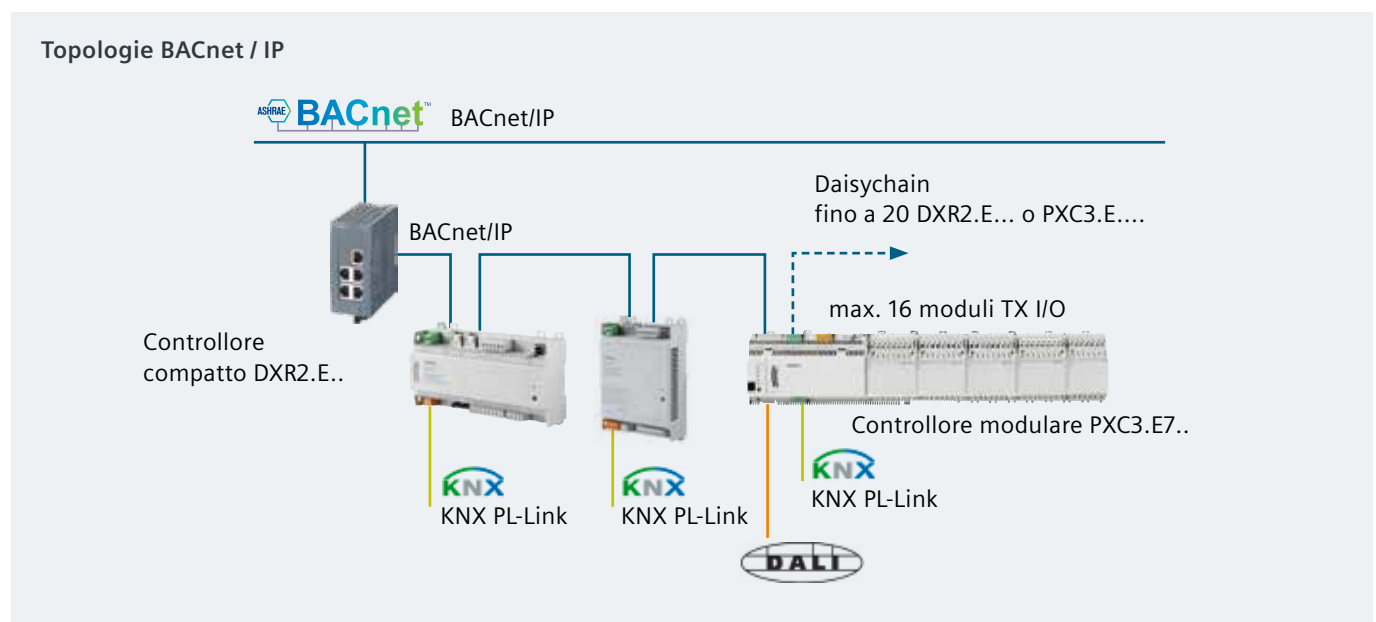 Topologie BACnet / IP
ASHRAE BACnet™ BACnet/IP
Daisychain
fino a 20 DXR2.E... o PXC3.E....
BACnet/IP
max. 16 moduli TX I/O
Controllore
compatto DXR2.E..
Controllore modulare PXC3.E7..
KNX
KNX PL-Link
KNX
KNX PL-Link
KNX
KNX PL-Link
DALI